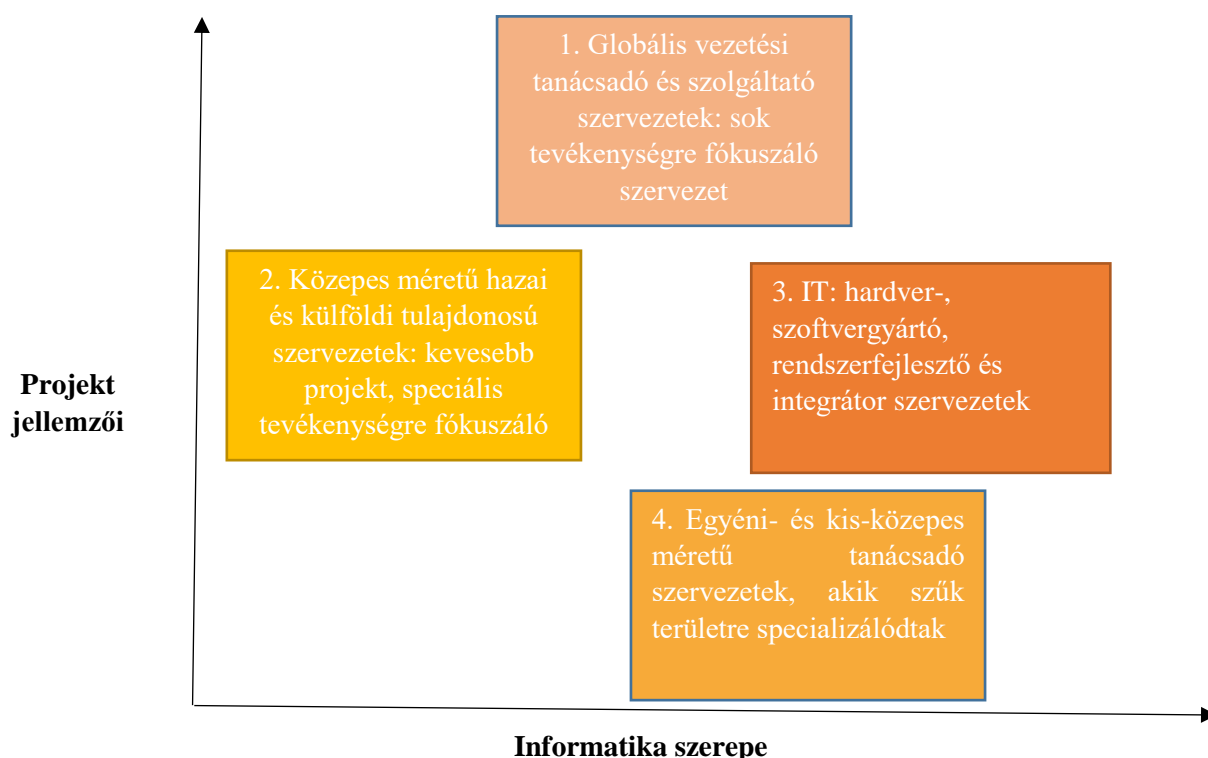 1. Globális vezetési
tanácsadó és szolgáltató
szervezetek: sok
tevékenységre fókuszáló
szervezet
2. Közepes méretű hazai
és külföldi tulajdonosú
szervezetek: kevesebb
projekt, speciális
tevékenységre fókuszáló
3. IT: hardver-,
szoftvergyártó,
rendszerfejlesztő és
integrátor szervezetek
Projekt
jellemzői
4. Egyéni- és kis-közepes
méretű tanácsadó
szervezetek, akik szűk
területre specializálódtak
Informatika szerepe